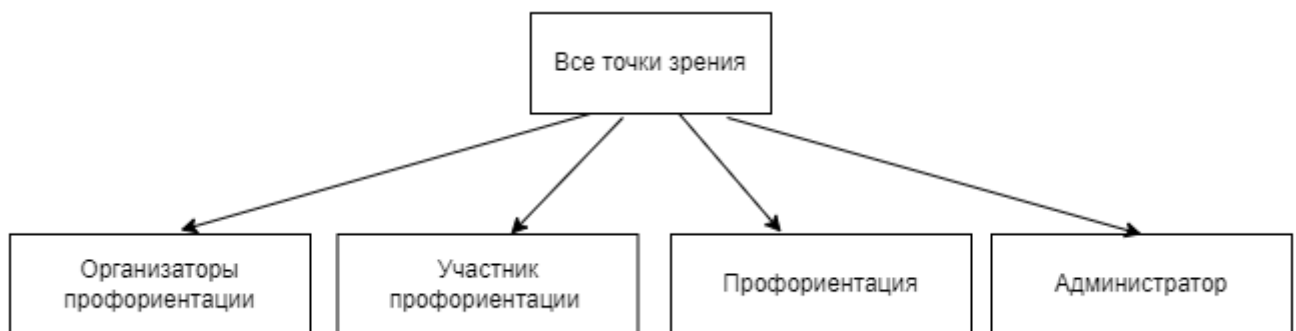 Все точки зрения
Организаторы
профориентации
Участник
профориентации
Профориентация
Администратор